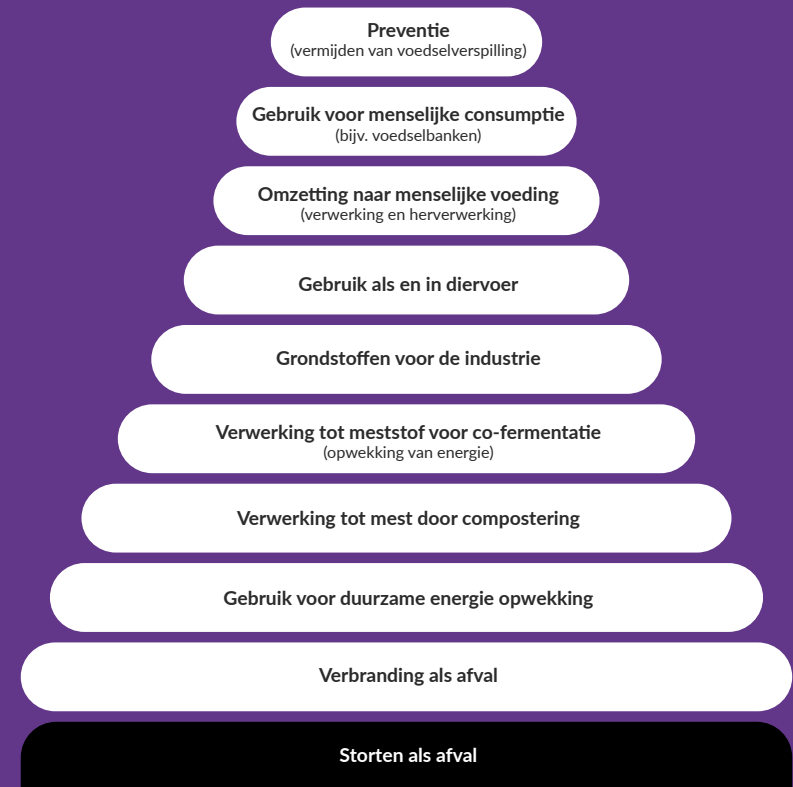 Preventie
(vermijden van voedselverspilling)
Gebruik voor menselijke consumptie
(bijv. voedselbanken)
Omzetting naar menselijke voeding
(verwerking en herverwerking)
Gebruik als en in diervoer
Grondstoffen voor de industrie
Verwerking tot meststof voor co-fermentatie
(opwekking van energie)
Verwerking tot mest door compostering
Gebruik voor duurzame energie opwekking
Verbranding als afval
Storten als afval